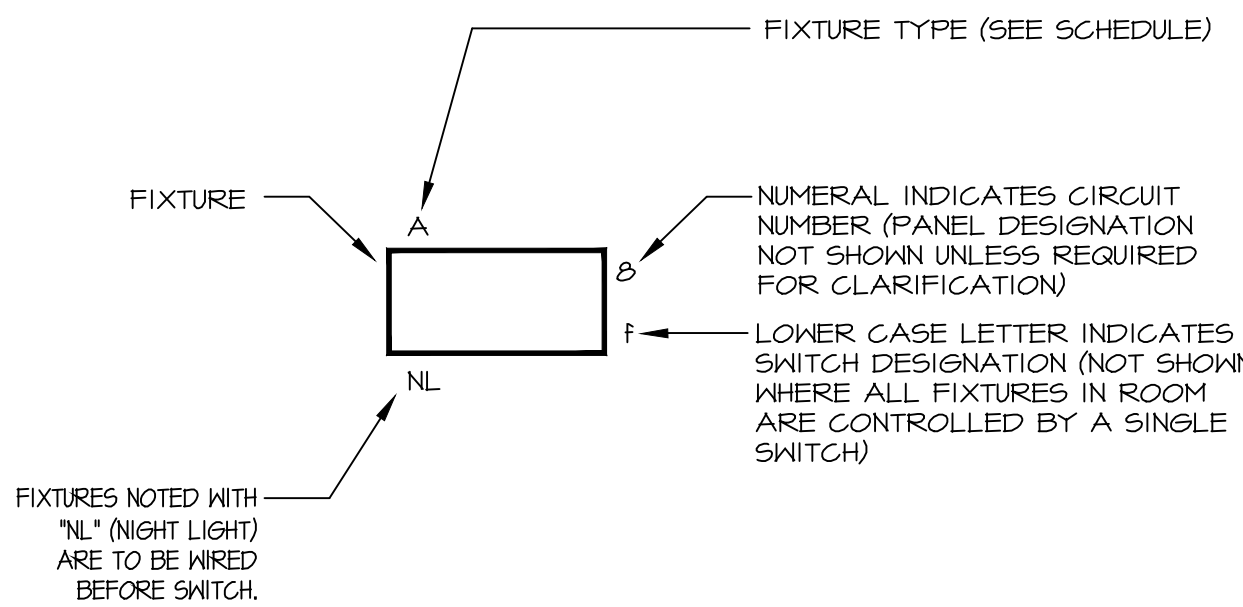 FIXTURE TYPE (SEE SCHEDULE)
FIXTURE
A
NUMERAL INDICATES CIRCUIT
NUMBER (PANEL DESIGNATION
NOT SHOWN UNLESS REQUIRED
FOR CLARIFICATION)
8
f
LOWER CASE LETTER INDICATES
SWITCH DESIGNATION (NOT SHOWN
WHERE ALL FIXTURES IN ROOM
ARE CONTROLLED BY A SINGLE
SWITCH)
NL
FIXTURES NOTED WITH
"NL" (NIGHT LIGHT)
ARE TO BE WIRED
BEFORE SWITCH.